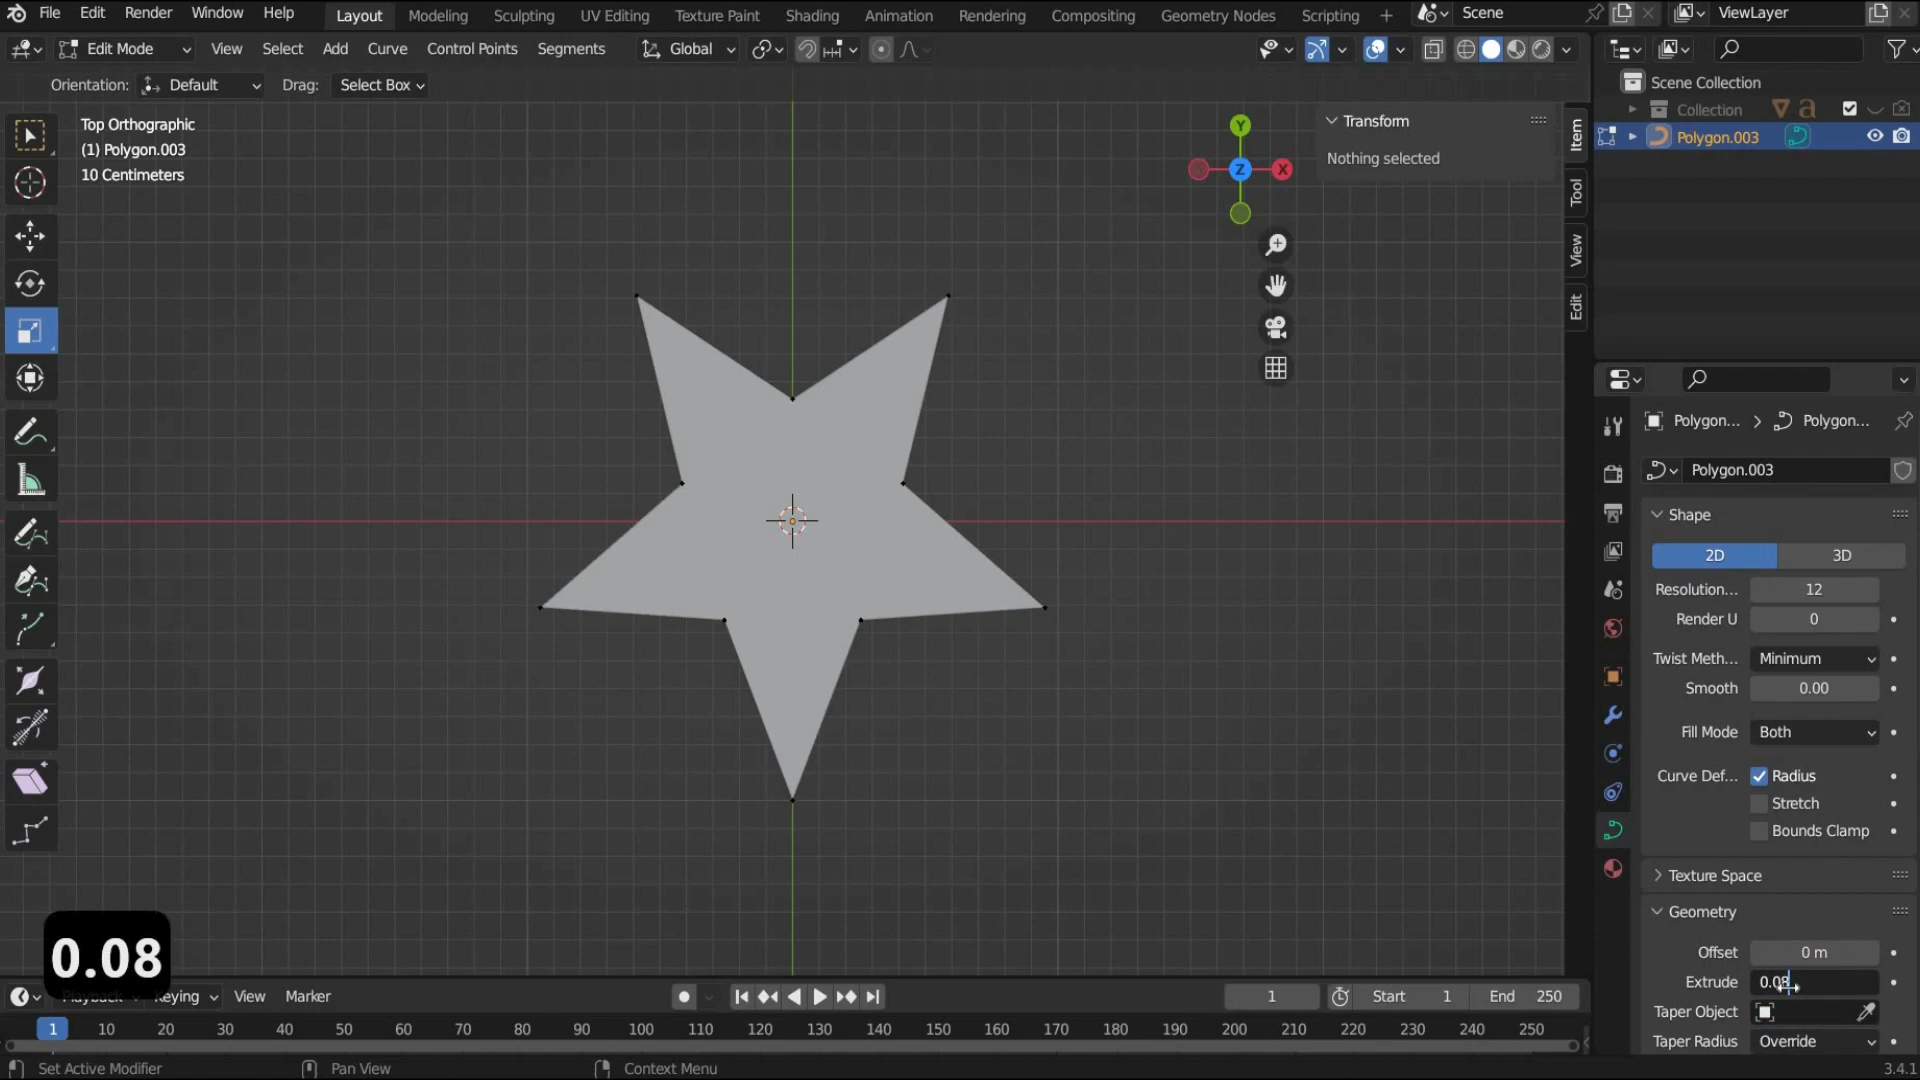 File Edit Render Window Help Layout Modeling Sculpting UV Editing Texture Paint Shading Animation Rendering Compositing Geometry Nodes Scripting + Scene ViewLayer
Edit Mode View Select Add Curve Control Points Segments Global
Orientation: Default Drag: Select Box
Top Orthographic
(1) Polygon.003
10 Centimeters
Y
Z
X
Transform
Nothing selected
Item
Tool
View
Edit
Scene Collection
Collection
Polygon.003
Polygon... > Polygon...
Polygon.003
Shape
2D 3D
Resolution... 12
Render U 0
Twist Meth... Minimum
Smooth 0.00
Fill Mode Both
Curve Def... Radius
Stretch
Bounds Clamp
Texture Space
Geometry
Offset 0 m
Extrude 0.08
Taper Object
Taper Radius Override
0.08
Playback Keying View Marker 1 Start 1 End 250
1 10 20 30 40 50 60 70 80 90 100 110 120 130 140 150 160 170 180 190 200 210 220 230 240 250
Set Active Modifier Pan View Context Menu 3.4.1